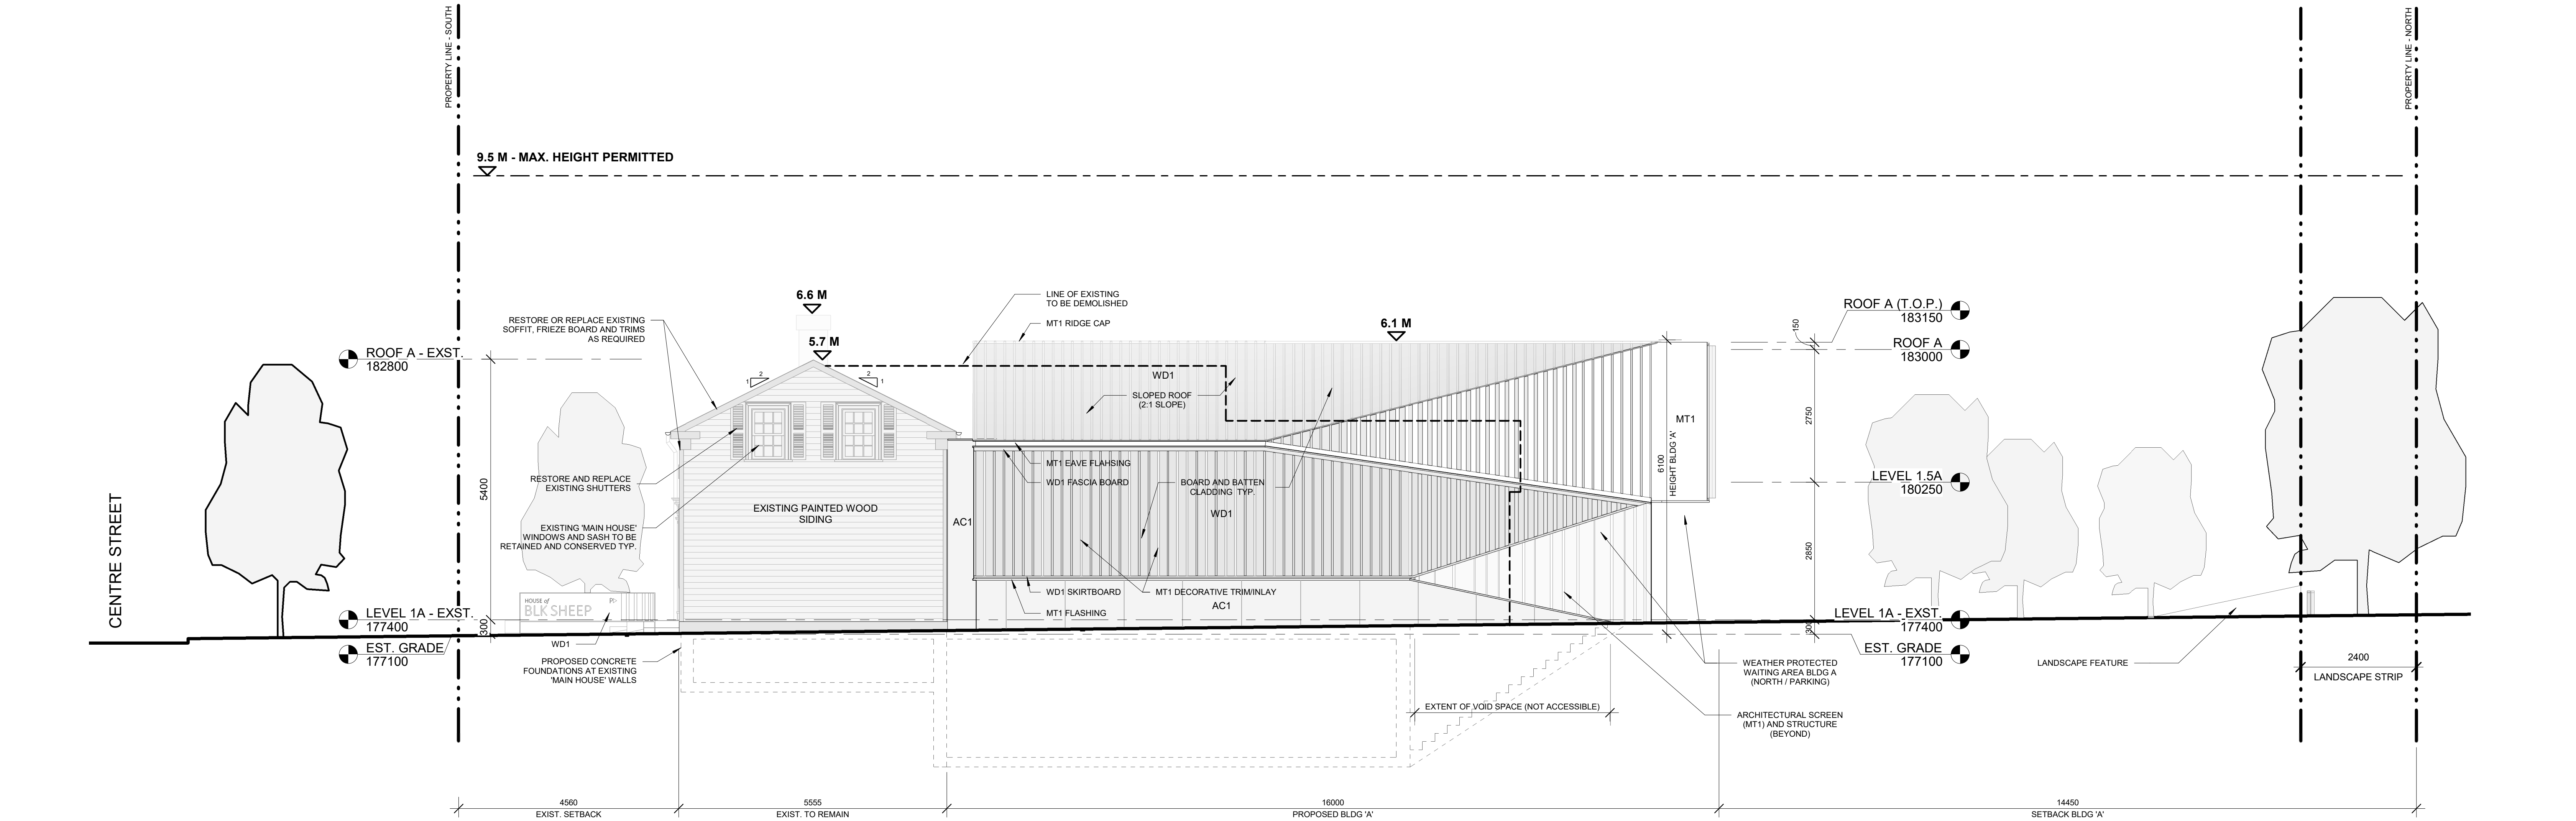 PROPERTY LINE - SOUTH
PROPERTY LINE - NORTH
9.5 M - MAX. HEIGHT PERMITTED
6.6 M
5.7 M
6.1 M
LINE OF EXISTING
TO BE DEMOLISHED
MT1 RIDGE CAP
RESTORE OR REPLACE EXISTING
SOFFIT, FRIEZE BOARD AND TRIMS
AS REQUIRED
ROOF A - EXST.
182800
ROOF A (T.O.P.)
183150
150
ROOF A
183000
2
1
2
1
WD1
SLOPED ROOF
(2:1 SLOPE)
MT1
2750
6100
HEIGHT BLDG 'A'
MT1 EAVE FLAHSING
WD1 FASCIA BOARD
BOARD AND BATTEN
CLADDING TYP.
WD1
RESTORE AND REPLACE
EXISTING SHUTTERS
5400
LEVEL 1.5A
180250
EXISTING PAINTED WOOD
SIDING
AC1
EXISTING 'MAIN HOUSE'
WINDOWS AND SASH TO BE
RETAINED AND CONSERVED TYP.
CENTRE STREET
2850
WD1 SKIRTBOARD
MT1 DECORATIVE TRIM/INLAY
AC1
MT1 FLASHING
HOUSE of
BLK SHEEP
P:-
LEVEL 1A - EXST.
177400
300
EST. GRADE
177100
WD1
PROPOSED CONCRETE
FOUNDATIONS AT EXISTING
'MAIN HOUSE' WALLS
LEVEL 1A - EXST.
177400
300
EST. GRADE
177100
WEATHER PROTECTED
WAITING AREA BLDG A
(NORTH / PARKING)
LANDSCAPE FEATURE
2400
LANDSCAPE STRIP
EXTENT OF VOID SPACE (NOT ACCESSIBLE)
ARCHITECTURAL SCREEN
(MT1) AND STRUCTURE
(BEYOND)
4560
EXIST. SETBACK
5555
EXIST. TO REMAIN
16000
PROPOSED BLDG 'A'
14450
SETBACK BLDG 'A'